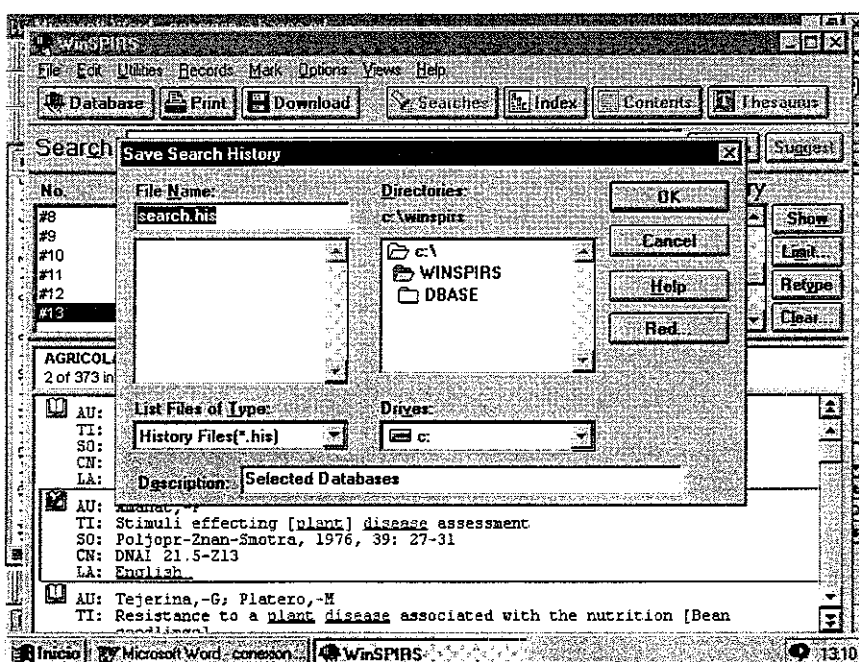 WinSPIRS
File Edit Utilities Records Mark Options Views Help
Database Print Download Searches Index Contents Thesaurus
Search Suggest
Save Search History
No.
#8
#9
#10
#11
#12
#13
File Name:
search.his
Directories:
c:\winspirs
c:\
WINSPIRS
DBASE
OK
Cancel
Help
Red...
Show
Limit...
Retype
Clear...
List Files of Type:
History Files(*.his)
Drives:
c:
Description: Selected Databases
2 of 373 in
AU:
TI:
SO:
CN:
LA:
AU:
TI: Stimuli effecting [plant] disease assessment
SO: Poljopr-Znan-Smotra, 1976, 39: 27-31
CN: DNAI 21.5-Z13
LA: English
AU: Tejerina,-G; Platero,-M
TI: Resistance to a plant disease associated with the nutrition [Bean
Inicio Microsoft Word - conexion... WinSPIRS 13:10